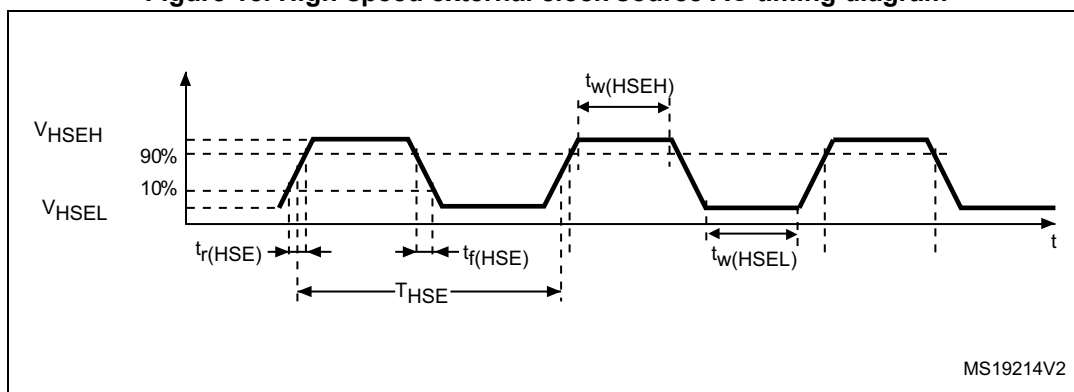 Figure 16. High-speed external clock source AC timing diagram
tw(HSEH)
VHSEH
90%
10%
VHSEL
tr(HSE)
tf(HSE)
tw(HSEL)
t
THSE
MS19214V2